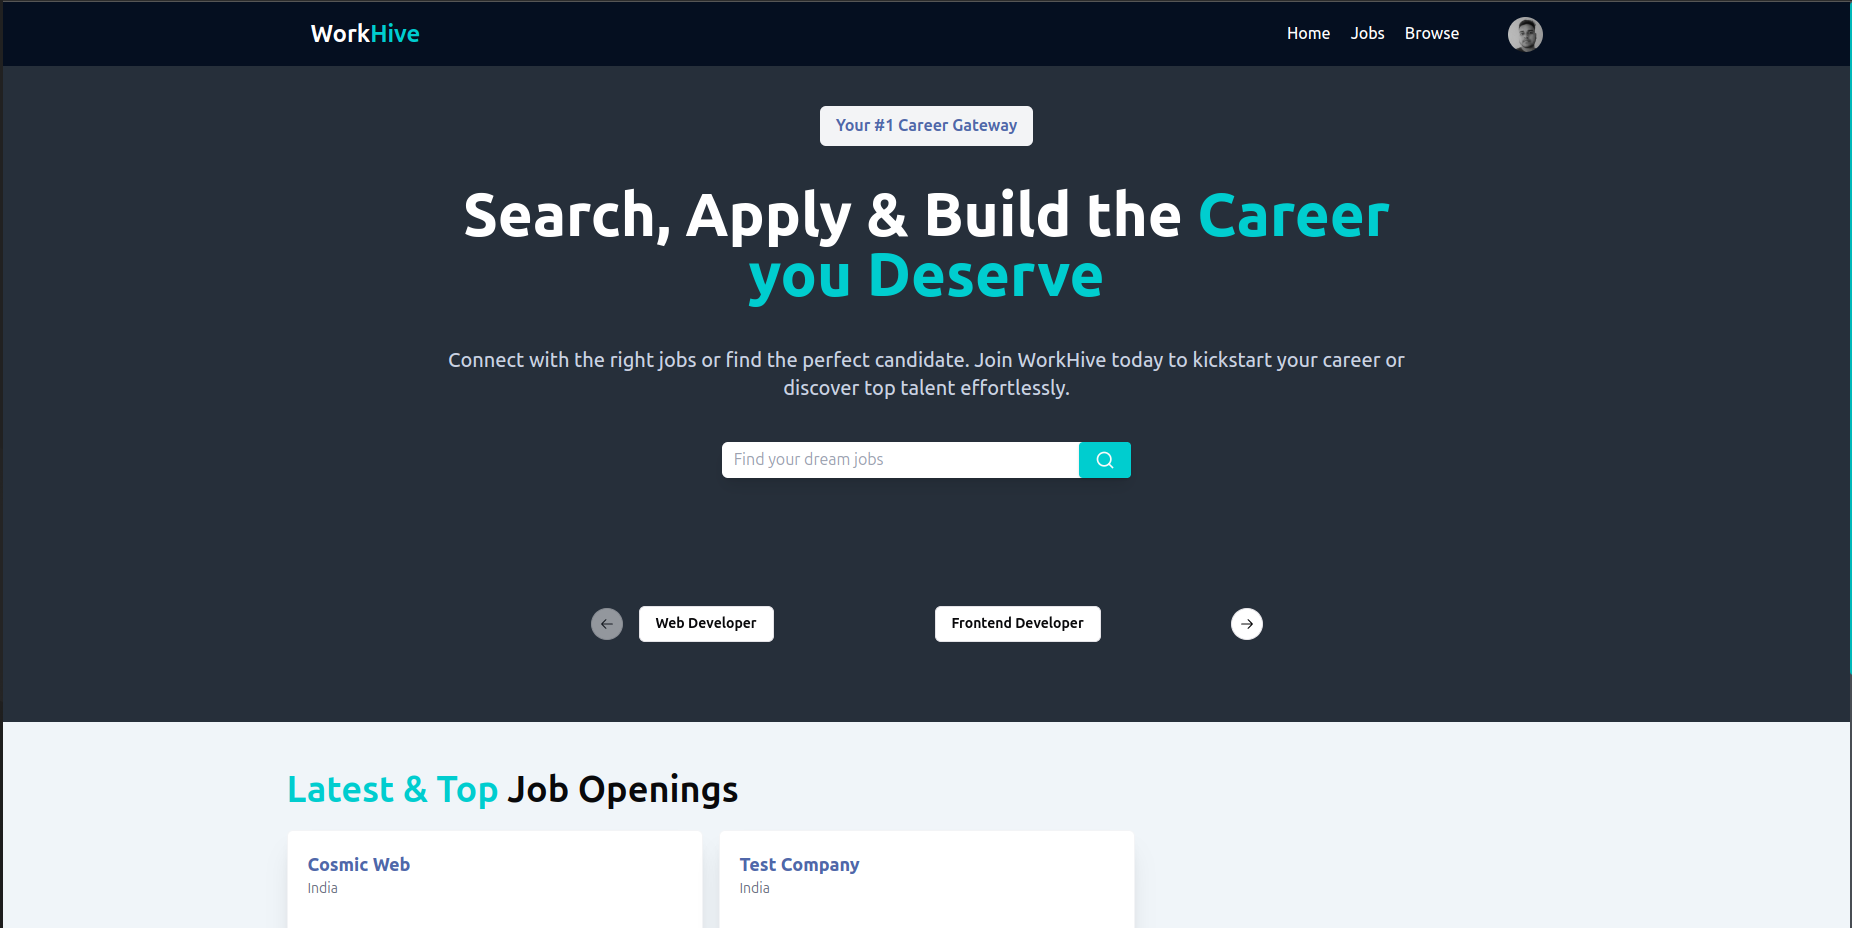 WorkHive
Home Jobs Browse
Your #1 Career Gateway
Search, Apply & Build the Career
you Deserve
Connect with the right jobs or find the perfect candidate. Join WorkHive today to kickstart your career or
discover top talent effortlessly.
Find your dream jobs
Web Developer
Frontend Developer
Latest & Top Job Openings
Cosmic Web
India
Test Company
India